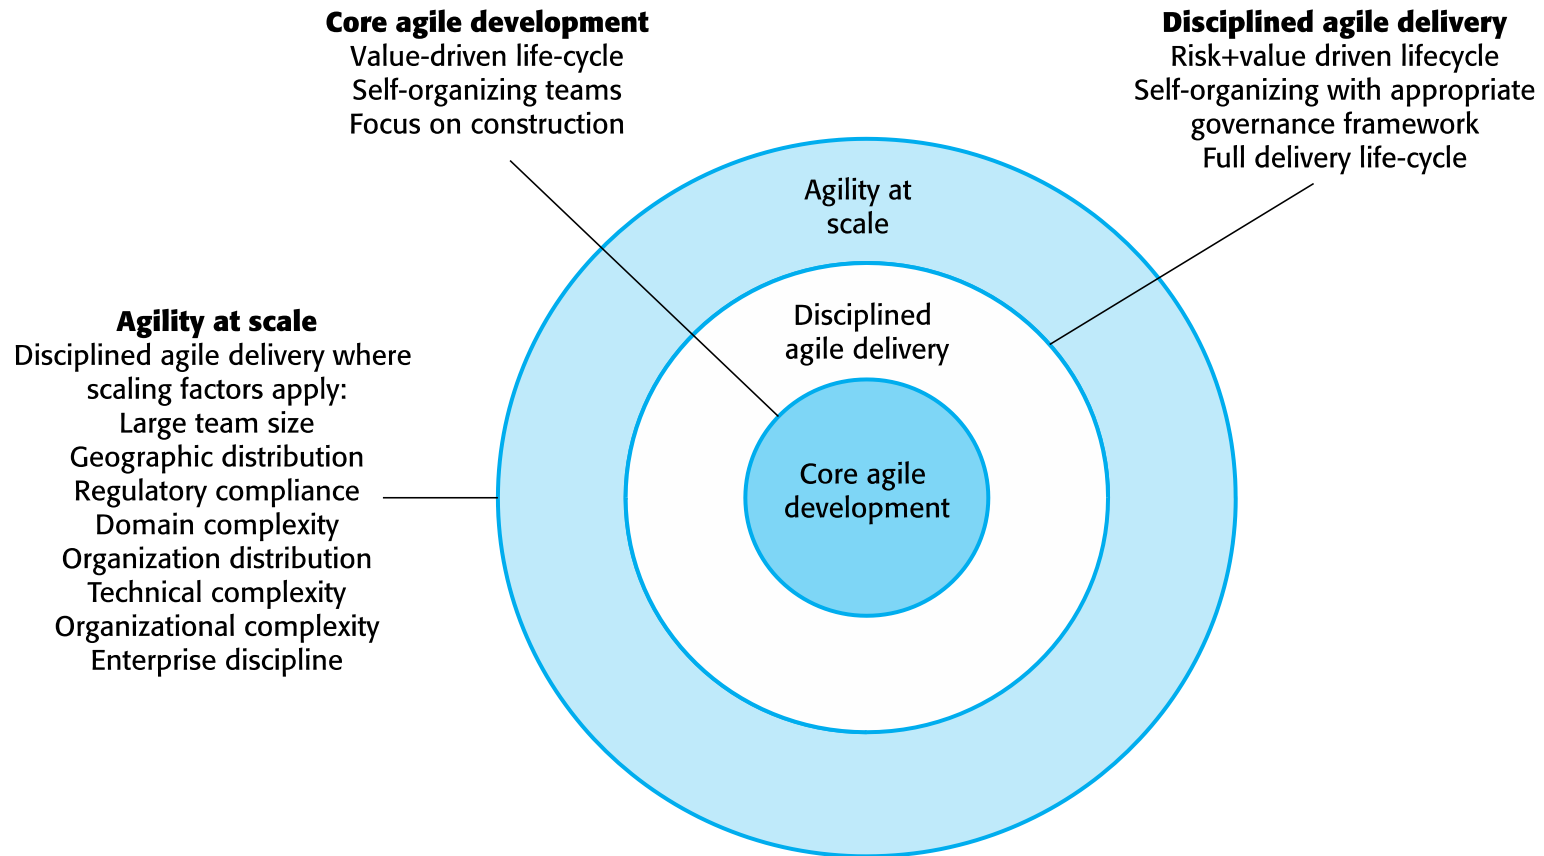 Core agile development
Value-driven life-cycle
Self-organizing teams
Focus on construction
Disciplined agile delivery
Risk+value driven lifecycle
Self-organizing with appropriate
governance framework
Full delivery life-cycle
Agility at scale
Disciplined agile delivery where
scaling factors apply:
Large team size
Geographic distribution
Regulatory compliance
Domain complexity
Organization distribution
Technical complexity
Organizational complexity
Enterprise discipline
Agility at
scale
Disciplined
agile delivery
Core agile
development